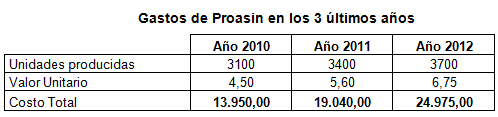 Gastos de Proasin en los 3 últimos años
Año 2010 Año 2011 Año 2012
Unidades producidas 3100 3400 3700
Valor Unitario 4,50 5,60 6,75
Costo Total 13.950,00 19.040,00 24.975,00